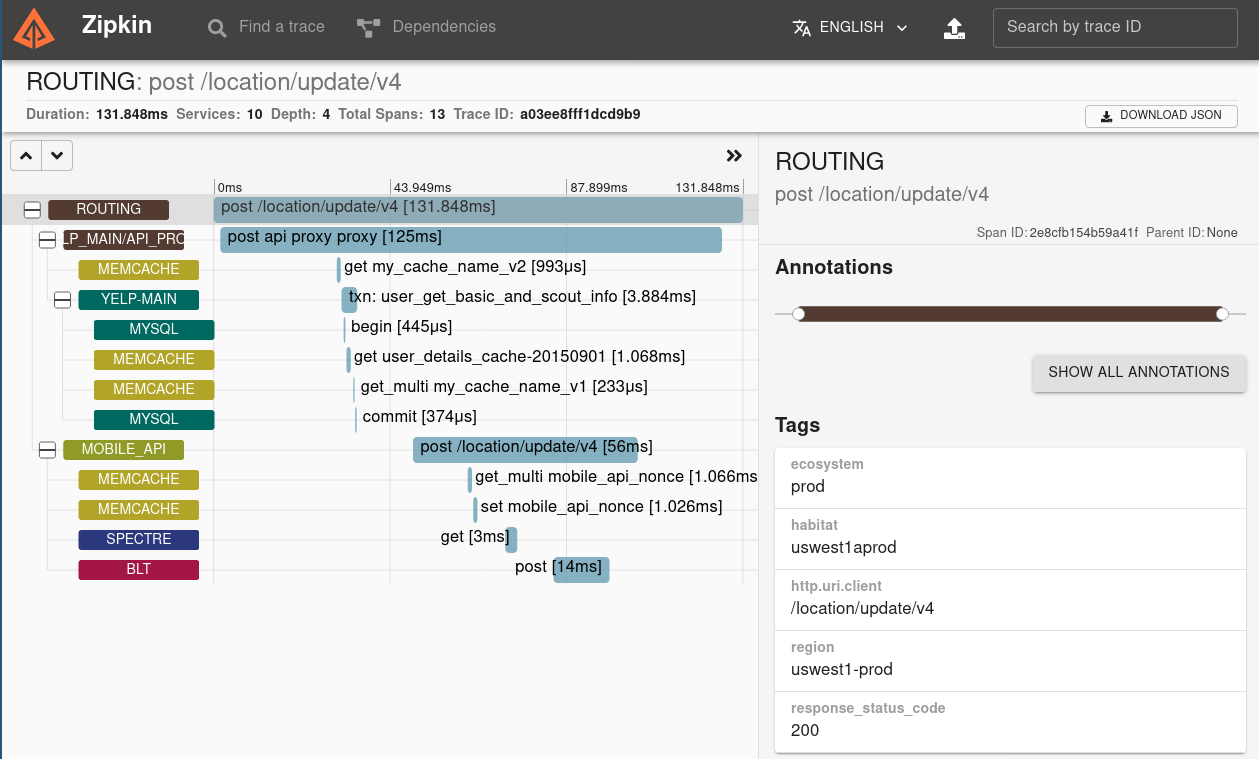 Zipkin
Find a trace
Dependencies
ENGLISH
Search by trace ID
ROUTING: post /location/update/v4
Duration: 131.848ms Services: 10 Depth: 4 Total Spans: 13 Trace ID: a03ee8fff1dcd9b9
DOWNLOAD JSON
0ms 43.949ms 87.899ms 131.848ms
ROUTING post /location/update/v4 [131.848ms]
LP_MAIN/API_PRO post api proxy proxy [125ms]
MEMCACHE get my_cache_name_v2 [993µs]
YELP-MAIN txn: user_get_basic_and_scout_info [3.884ms]
MYSQL begin [445µs]
MEMCACHE get user_details_cache-20150901 [1.068ms]
MEMCACHE get_multi my_cache_name_v1 [233µs]
MYSQL commit [374µs]
MOBILE_API post /location/update/v4 [56ms]
MEMCACHE get_multi mobile_api_nonce [1.066ms
MEMCACHE set mobile_api_nonce [1.026ms]
SPECTRE get [3ms]
BLT post [14ms]
ROUTING
post /location/update/v4
Span ID: 2e8cfb154b59a41f Parent ID: None
Annotations
SHOW ALL ANNOTATIONS
Tags
ecosystem
prod
habitat
uswest1aprod
http.uri.client
/location/update/v4
region
uswest1-prod
response_status_code
200